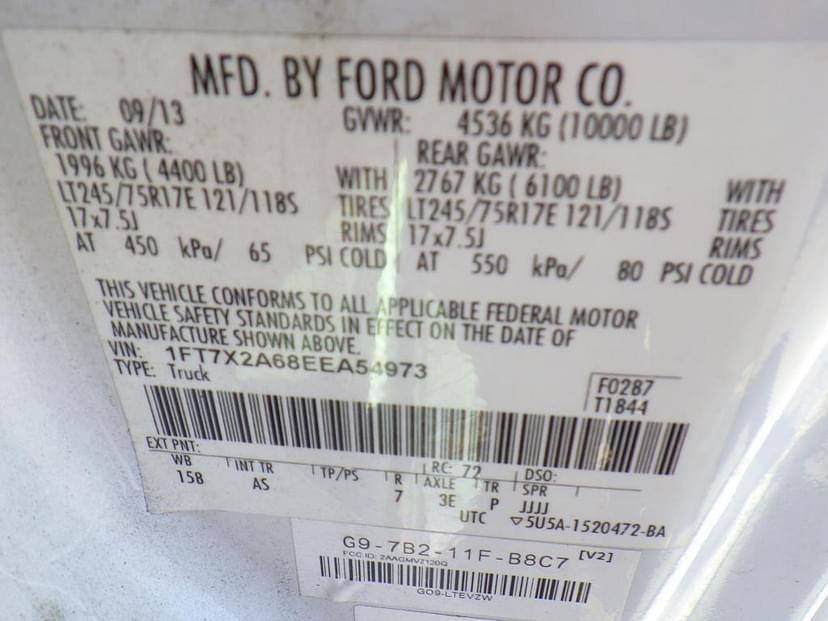 MFD. BY FORD MOTOR CO.
DATE: 09/13 GVWR: 4536 KG (10000 LB)
FRONT GAWR: REAR GAWR:
1996 KG ( 4400 LB) WITH 2767 KG ( 6100 LB) WITH
LT245/75R17E 121/118S TIRES LT245/75R17E 121/118S TIRES
17x7.5J RIMS 17x7.5J RIMS
AT 450 kPa/ 65 PSI COLD AT 550 kPa/ 80 PSI COLD
THIS VEHICLE CONFORMS TO ALL APPLICABLE FEDERAL MOTOR
VEHICLE SAFETY STANDARDS IN EFFECT ON THE DATE OF
MANUFACTURE SHOWN ABOVE.
VIN: 1FT7X2A68EEA54973
TYPE: Truck
F0287
T1844
EXT PNT: RC: 72 DSO:
WB INT TR TP/PS R AXLE TR SPR
158 AS 7 3E P JJJJ
UTC ▽5U5A-1520472-BA
G9-7B2-11F-B8C7 [V2]
FCC ID: 2AAGMVZ120Q
GO9-LTEVZW